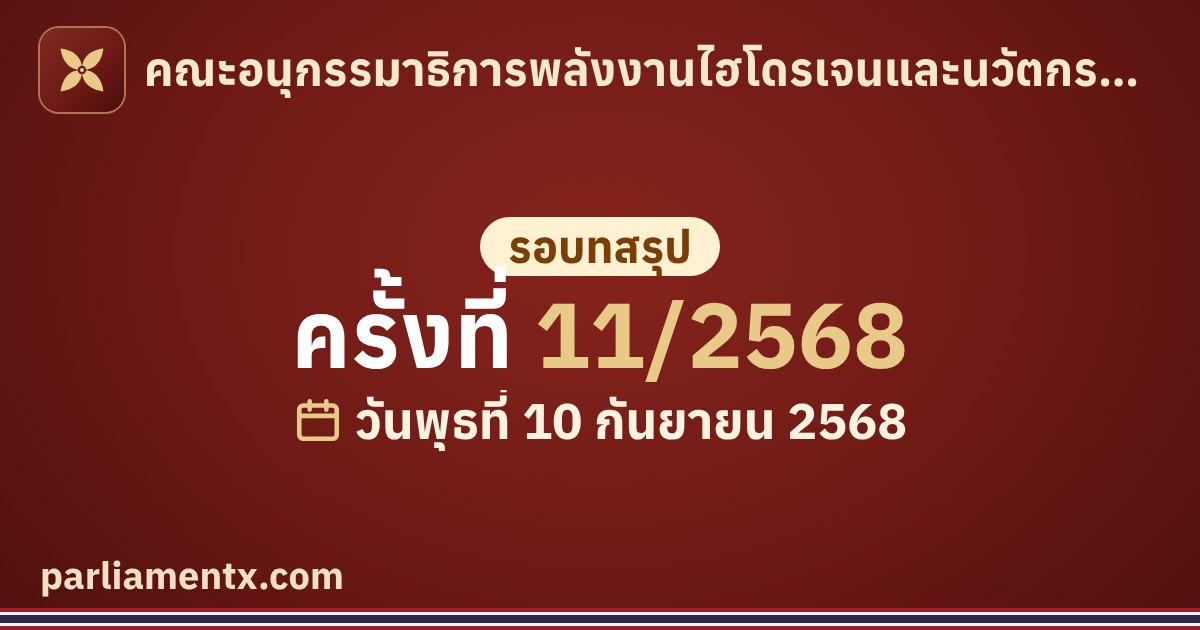 คณะอนุกรรมาธิการพลังงานไฮโดรเจนและนวัตกร...
รอบทสรุป
ครั้งที่ 11/2568
วันพุธที่ 10 กันยายน 2568
parliamentx.com